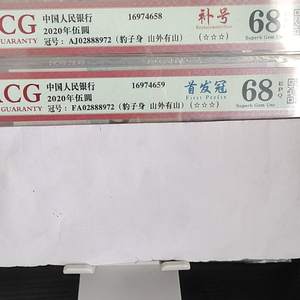 CG 中国人民银行 16974658 补号 68
GUARANTY 2020年伍圆 Replacement
冠号: AJ02888972 (豹子身 山外有山) (☆☆☆) Superb Gem Unc
ACG 中国人民银行 16974659 首发冠 68 EPQ
GUARANTY 2020年伍圆 First Prefix
冠号: FA02888972 (豹子身 山外有山) (☆☆☆) Superb Gem Unc